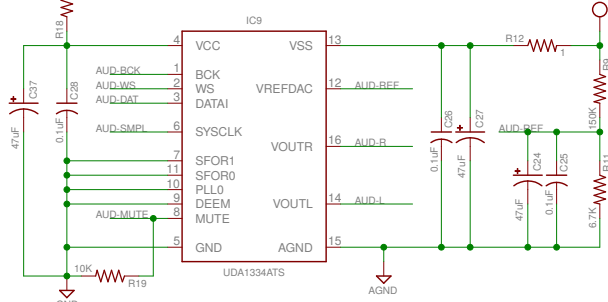 IC9
R18
4 VCC VSS 13
R12
1
R9
150K
C37
47uF
C28
0.1uF
AUD-BCK 1 BCK
AUD-WS 2 WS VREFDAC 12 AUD-REF
AUD-DAT 3 DATAI
AUD-SMPL 6 SYSCLK
C26
0.1uF
C27
47uF
AUD-REF
7 SFOR1 VOUTR 16 AUD-R
11 SFOR0
10 PLL0
9 DEEM VOUTL 14 AUD-L
AUD-MUTE 8 MUTE
C24
47uF
C25
0.1uF
R11
6.7K
5 GND AGND 15
10K
R19
UDA1334ATS
AGND